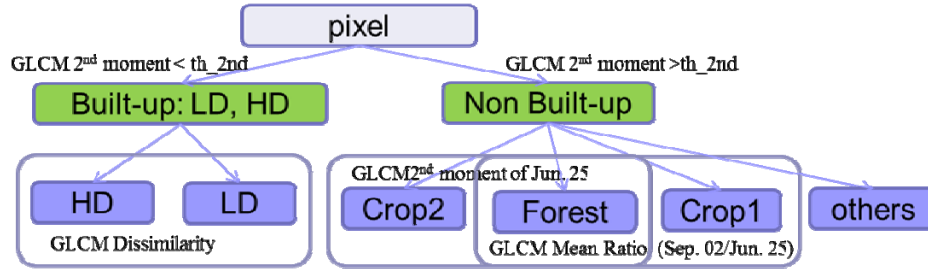 pixel
GLCM 2nd moment < th_2nd
GLCM 2nd moment >th_2nd
Built-up: LD, HD
Non Built-up
GLCM2nd moment of Jun. 25
HD
LD
Crop2
Forest
Crop1
others
GLCM Dissimilarity
GLCM Mean Ratio (Sep. 02/Jun. 25)